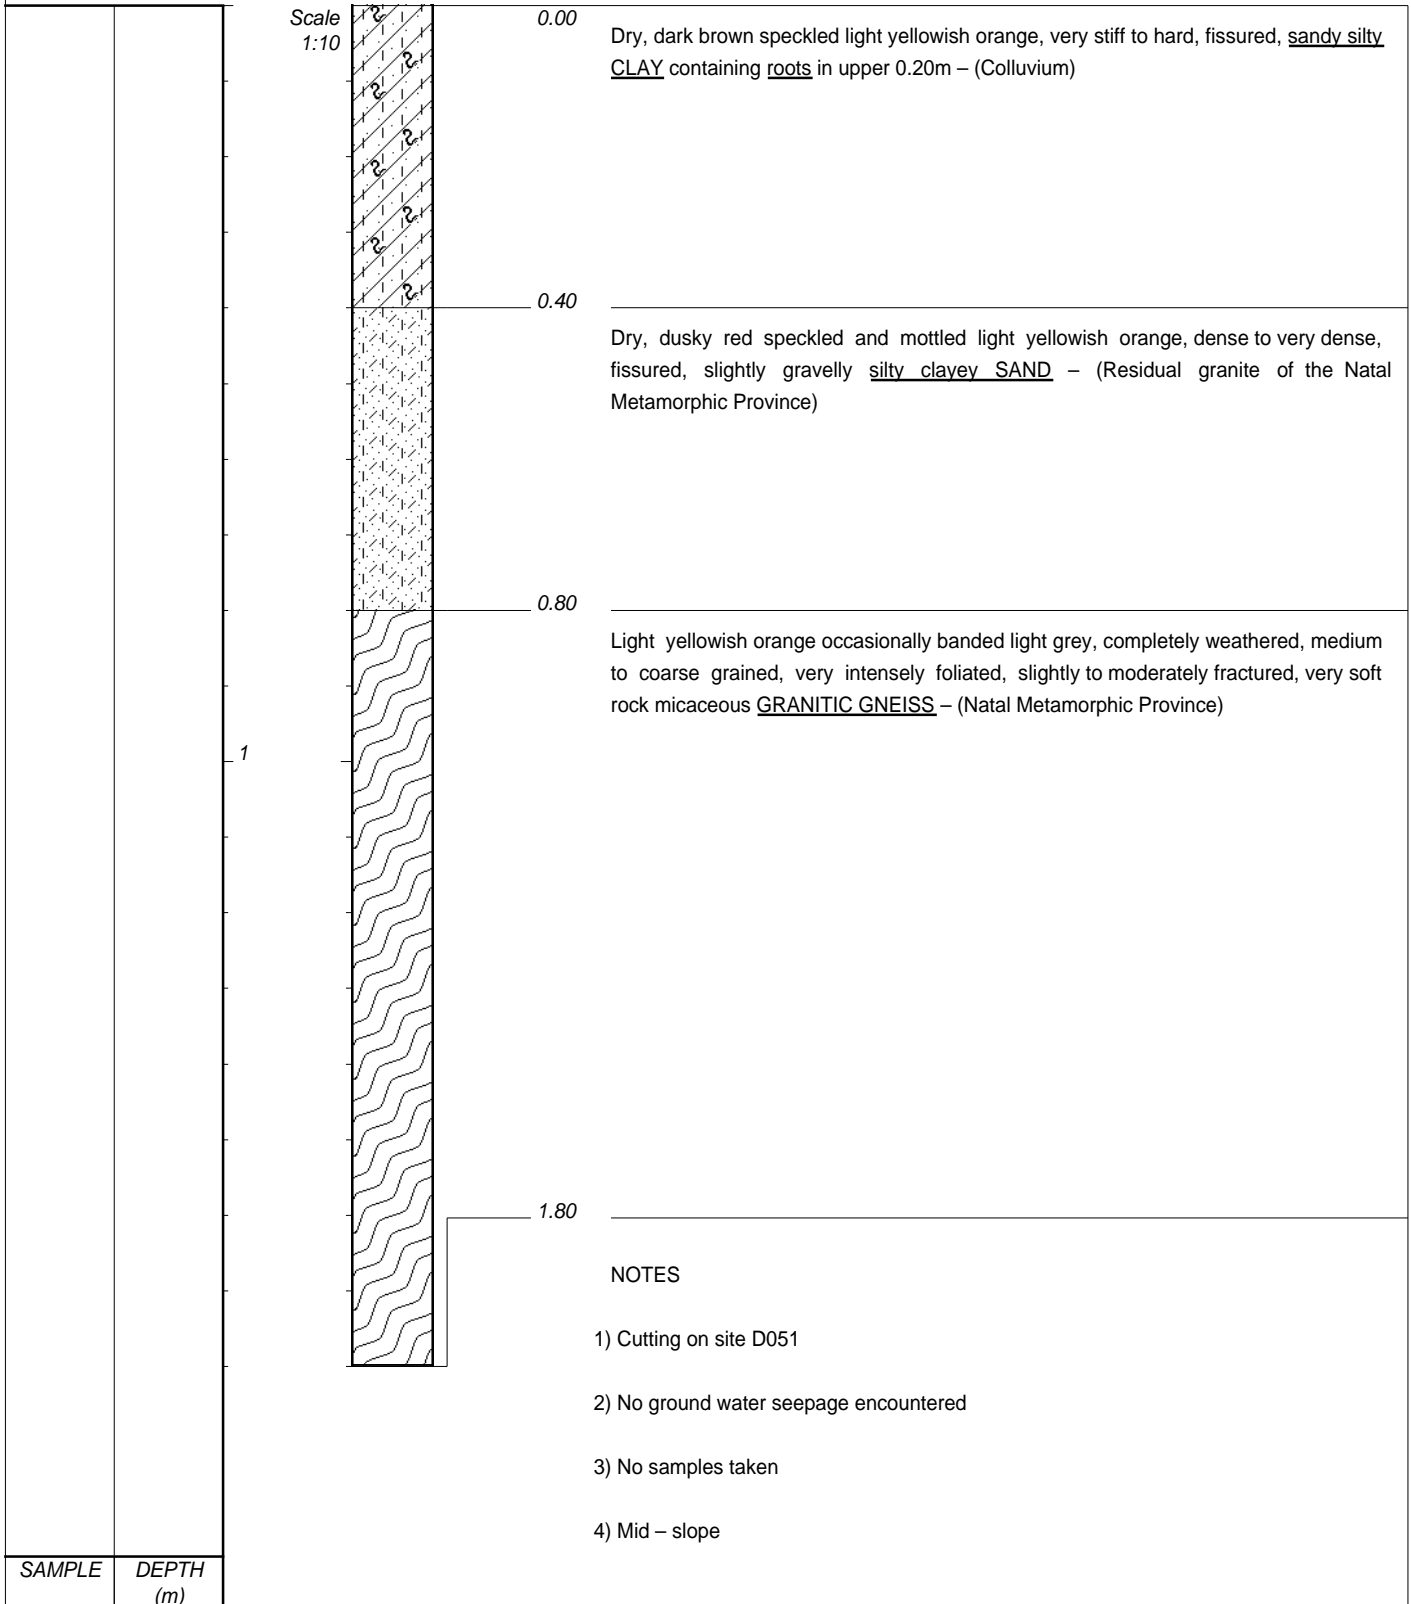 Scale
1:10
0.00
Dry, dark brown speckled light yellowish orange, very stiff to hard, fissured, sandy silty
CLAY containing roots in upper 0.20m – (Colluvium)
0.40
Dry, dusky red speckled and mottled light yellowish orange, dense to very dense,
fissured, slightly gravelly silty clayey SAND – (Residual granite of the Natal
Metamorphic Province)
0.80
Light yellowish orange occasionally banded light grey, completely weathered, medium
to coarse grained, very intensely foliated, slightly to moderately fractured, very soft
rock micaceous GRANITIC GNEISS – (Natal Metamorphic Province)
1
1.80
NOTES
1) Cutting on site D051
2) No ground water seepage encountered
3) No samples taken
4) Mid – slope
SAMPLE DEPTH
(m)